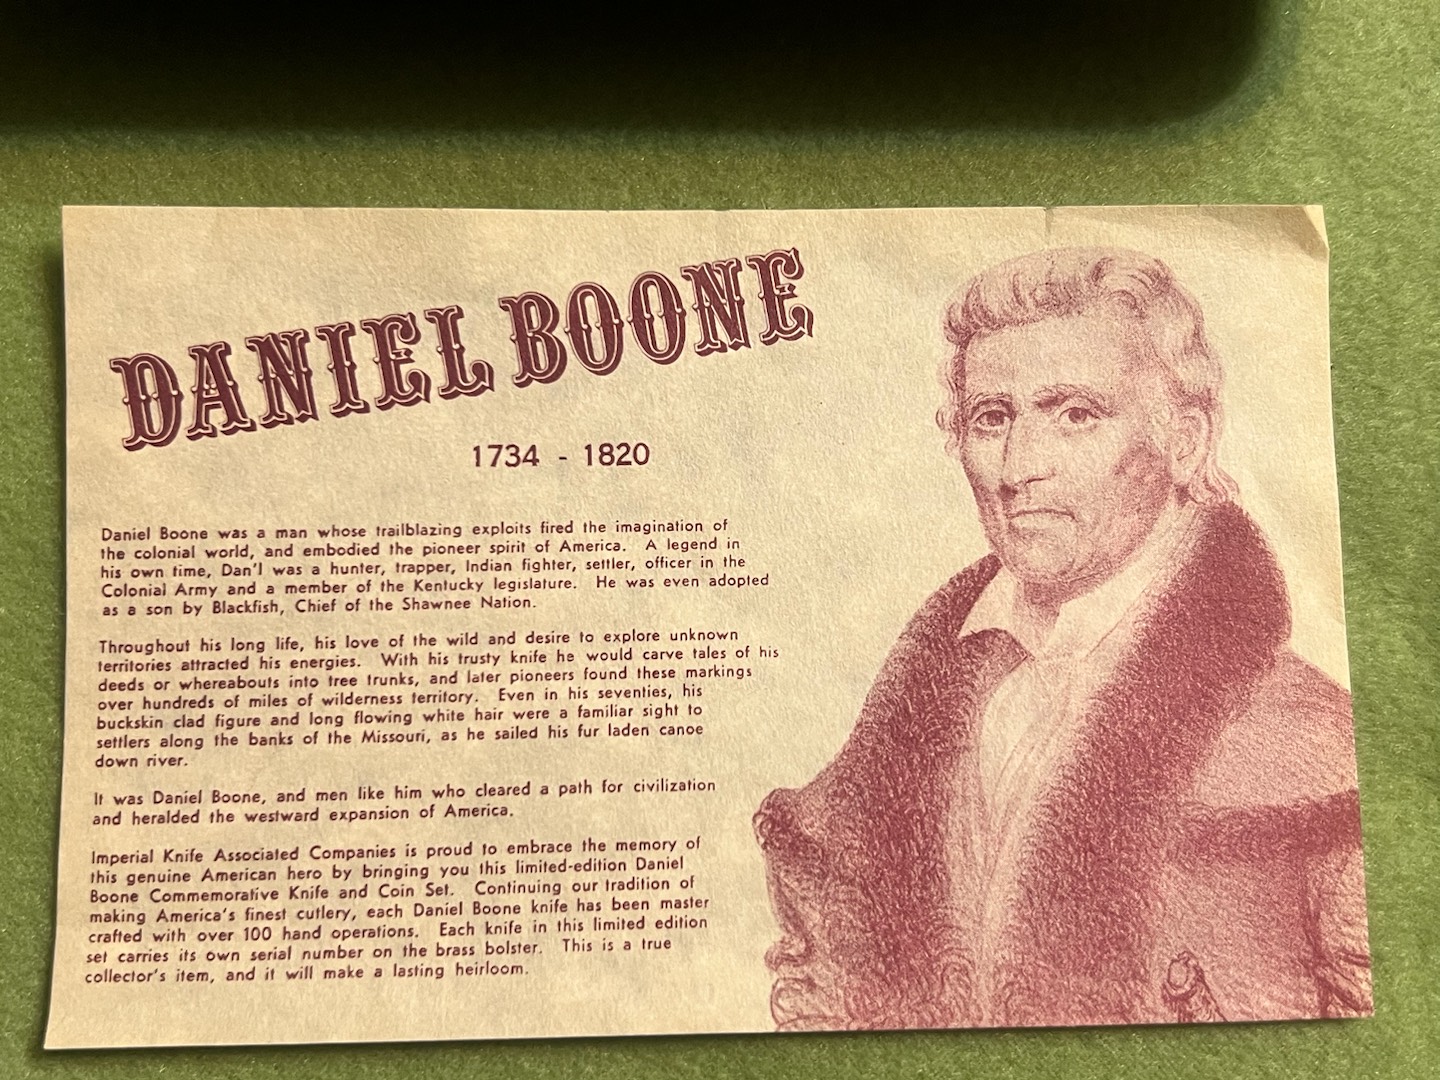 DANIEL BOONE
1734 - 1820
Daniel Boone was a man whose trailblazing exploits fired the imagination of
the colonial world, and embodied the pioneer spirit of America. A legend in
his own time, Dan'l was a hunter, trapper, Indian fighter, settler, officer in the
Colonial Army and a member of the Kentucky legislature. He was even adopted
as a son by Blackfish, Chief of the Shawnee Nation.
Throughout his long life, his love of the wild and desire to explore unknown
territories attracted his energies. With his trusty knife he would carve tales of his
deeds or whereabouts into tree trunks, and later pioneers found these markings
over hundreds of miles of wilderness territory. Even in his seventies, his
buckskin clad figure and long flowing white hair were a familiar sight to
settlers along the banks of the Missouri, as he sailed his fur laden canoe
down river.
It was Daniel Boone, and men like him who cleared a path for civilization
and heralded the westward expansion of America.
Imperial Knife Associated Companies is proud to embrace the memory of
this genuine American hero by bringing you this limited-edition Daniel
Boone Commemorative Knife and Coin Set. Continuing our tradition of
making America's finest cutlery, each Daniel Boone knife has been master
crafted with over 100 hand operations. Each knife in this limited edition
set carries its own serial number on the brass bolster. This is a true
collector's item, and it will make a lasting heirloom.